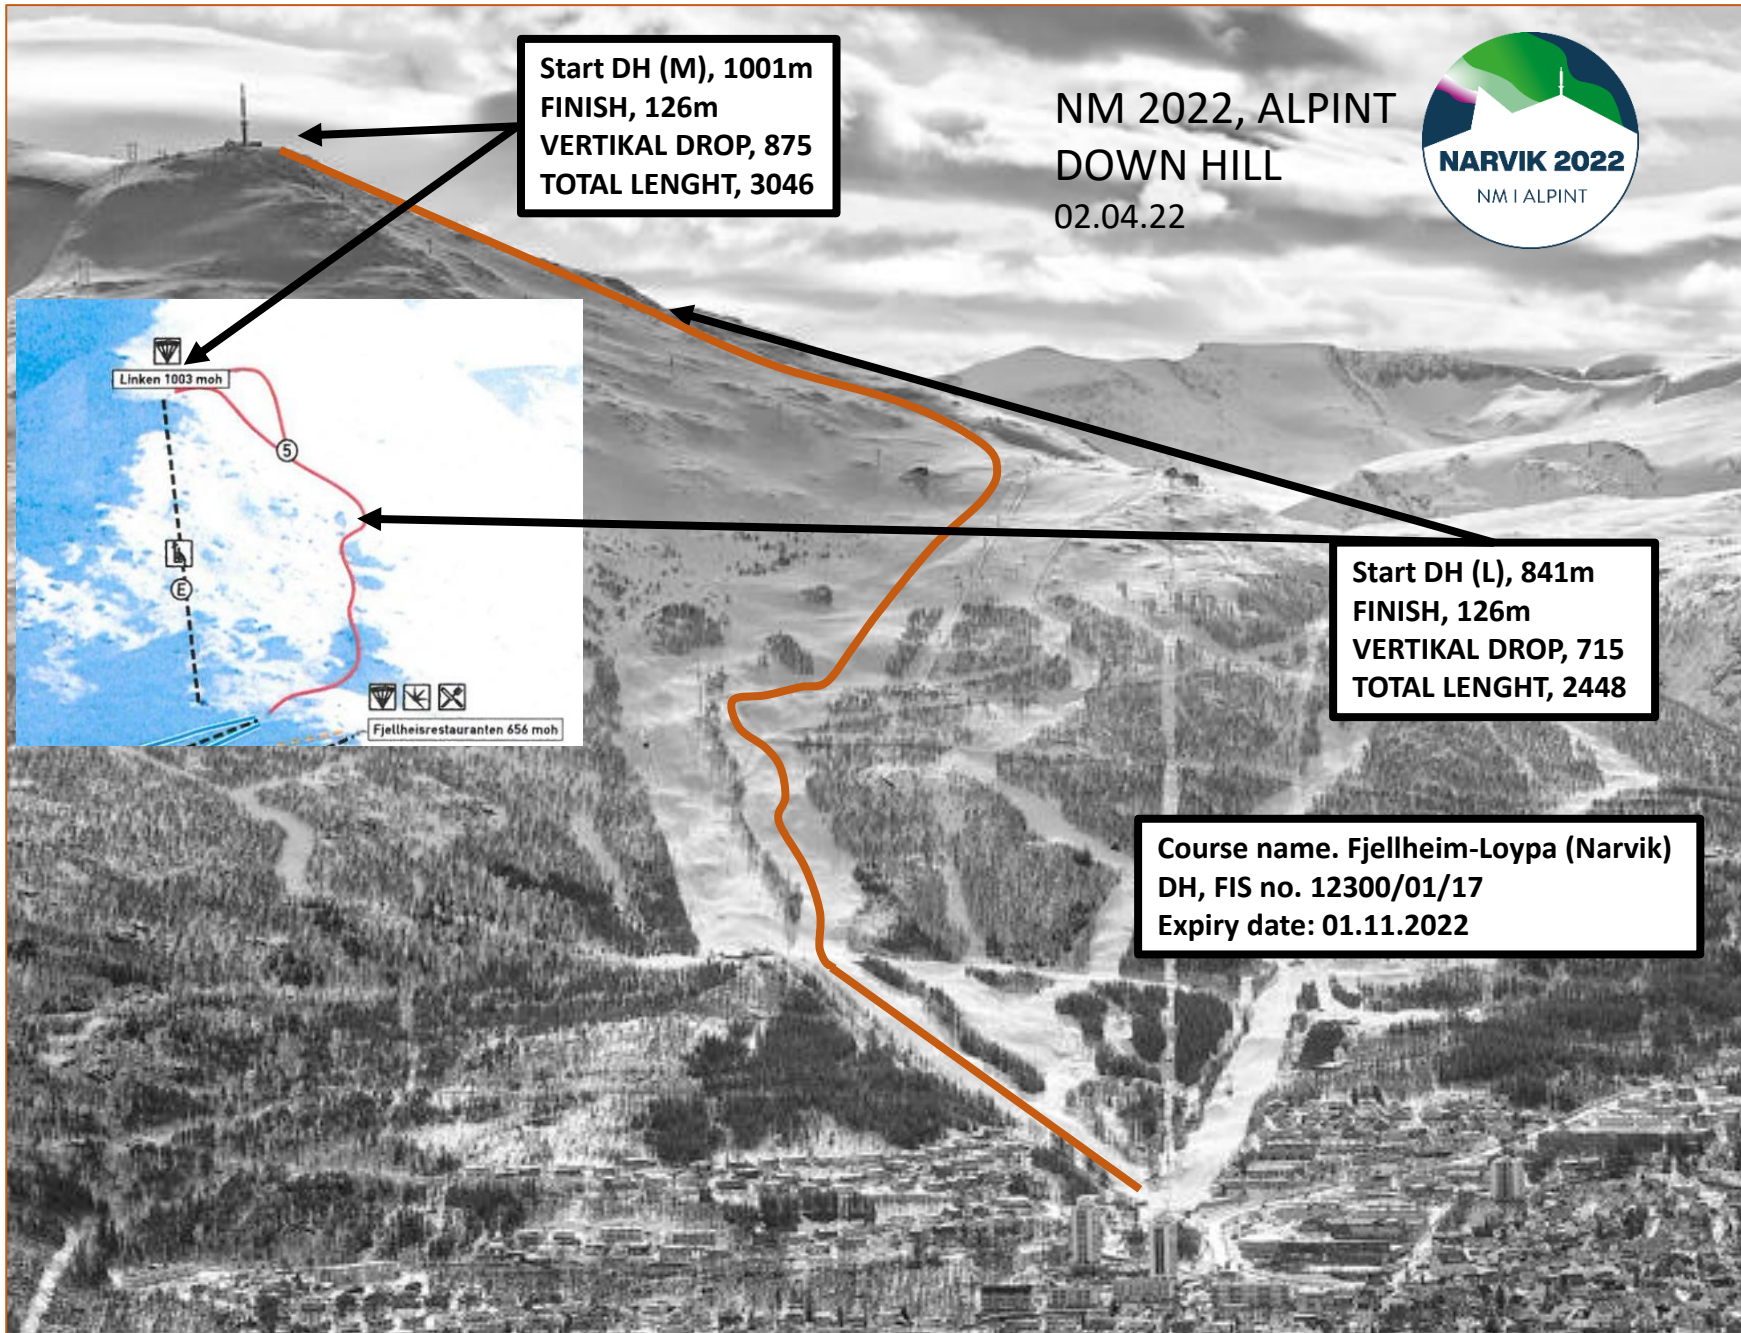 Start DH (M), 1001m
FINISH, 126m
VERTIKAL DROP, 875
TOTAL LENGHT, 3046
NM 2022, ALPINT
DOWN HILL
02.04.22
NARVIK 2022
NM I ALPINT
Linken 1003 moh
5
E
Fjellheisrestauranten 656 moh
Start DH (L), 841m
FINISH, 126m
VERTIKAL DROP, 715
TOTAL LENGHT, 2448
Course name. Fjellheim-Loypa (Narvik)
DH, FIS no. 12300/01/17
Expiry date: 01.11.2022